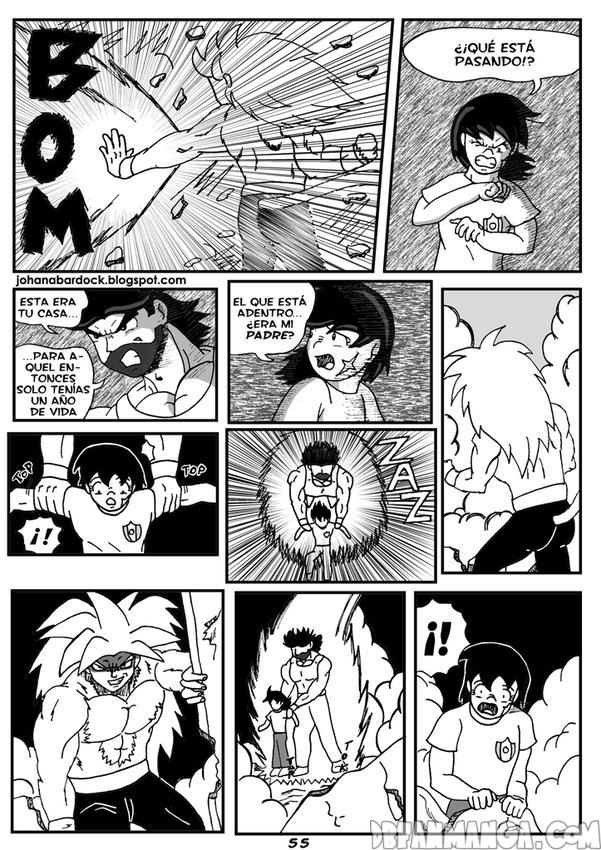 BOM
¿¡QUÉ ESTÁ
PASANDO!?
johanabardock.blogspot.com
ESTA ERA
TU CASA...
...PARA A-
QUEL EN-
TONCES
SOLO TENÍAS
UN AÑO
DE VIDA
EL QUE ESTÁ
ADENTRO...
¿ERA MI
PADRE?
TOP
TOP
¡!
ZAZ
¡!
55
DBFANMANGA.COM